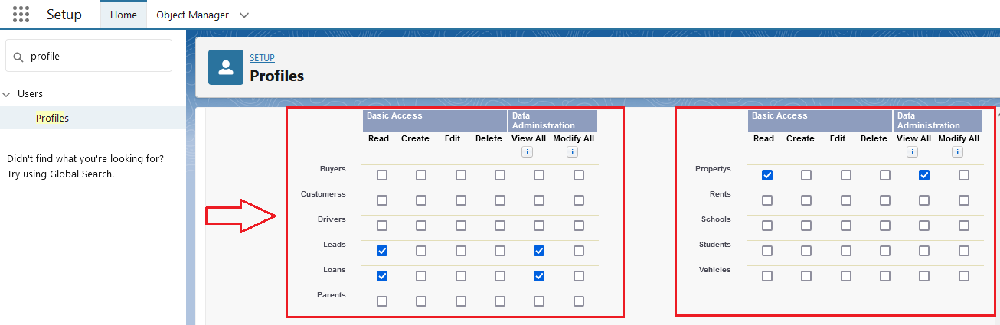 Setup
Home
Object Manager
profile
Users
Profiles
Didn't find what you're looking for?
Try using Global Search.
SETUP
Profiles
Basic Access
Data
Administration
Read Create Edit Delete View All Modify All
i i
Buyers
Customerss
Drivers
Leads
Loans
Parents
Basic Access
Data
Administration
Read Create Edit Delete View All Modify All
i i
Propertys
Rents
Schools
Students
Vehicles